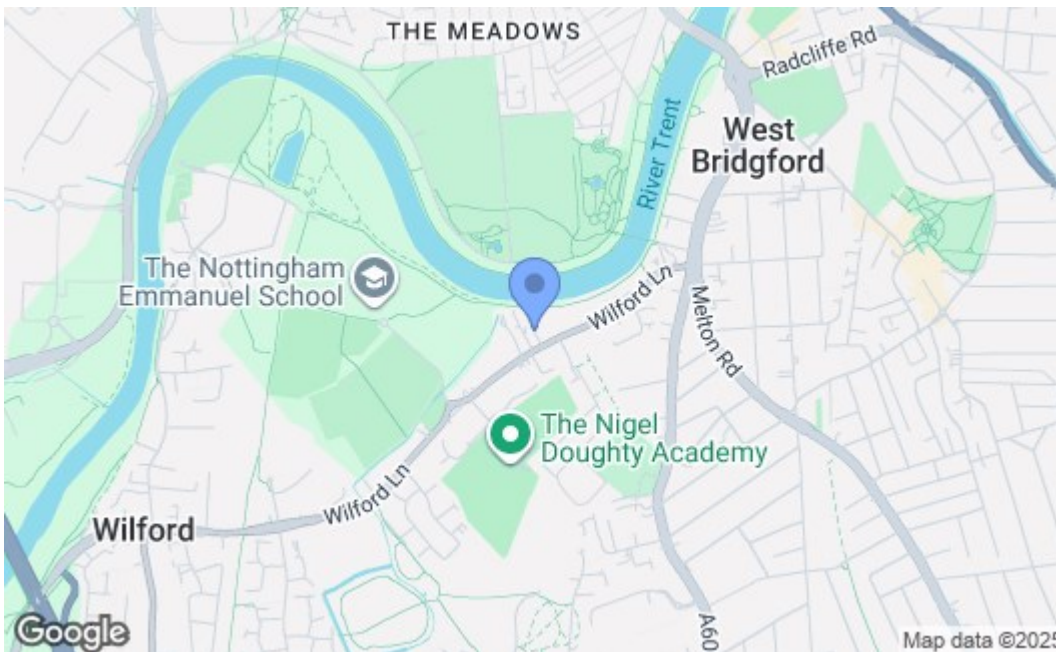 THE MEADOWS
Radcliffe Rd
West
Bridgford
River Trent
The Nottingham
Emmanuel School
Wilford Ln
Melton Rd
The Nigel
Doughty Academy
Wilford Ln
Wilford
A60
Google
Map data ©2025